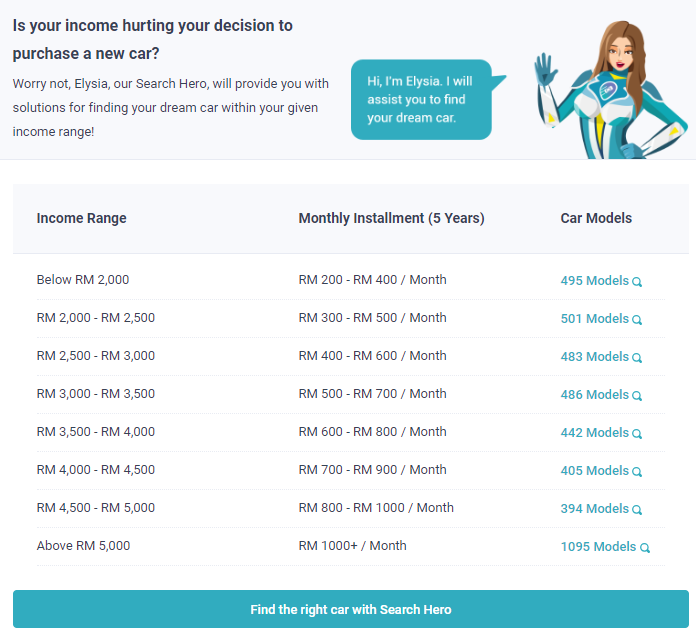 Is your income hurting your decision to
purchase a new car?
Worry not, Elysia, our Search Hero, will provide you with
solutions for finding your dream car within your given
income range!
Hi, I'm Elysia. I will
assist you to find
your dream car.
Income Range Monthly Installment (5 Years) Car Models
Below RM 2,000 RM 200 - RM 400 / Month 495 Models
RM 2,000 - RM 2,500 RM 300 - RM 500 / Month 501 Models
RM 2,500 - RM 3,000 RM 400 - RM 600 / Month 483 Models
RM 3,000 - RM 3,500 RM 500 - RM 700 / Month 486 Models
RM 3,500 - RM 4,000 RM 600 - RM 800 / Month 442 Models
RM 4,000 - RM 4,500 RM 700 - RM 900 / Month 405 Models
RM 4,500 - RM 5,000 RM 800 - RM 1000 / Month 394 Models
Above RM 5,000 RM 1000+ / Month 1095 Models
Find the right car with Search Hero